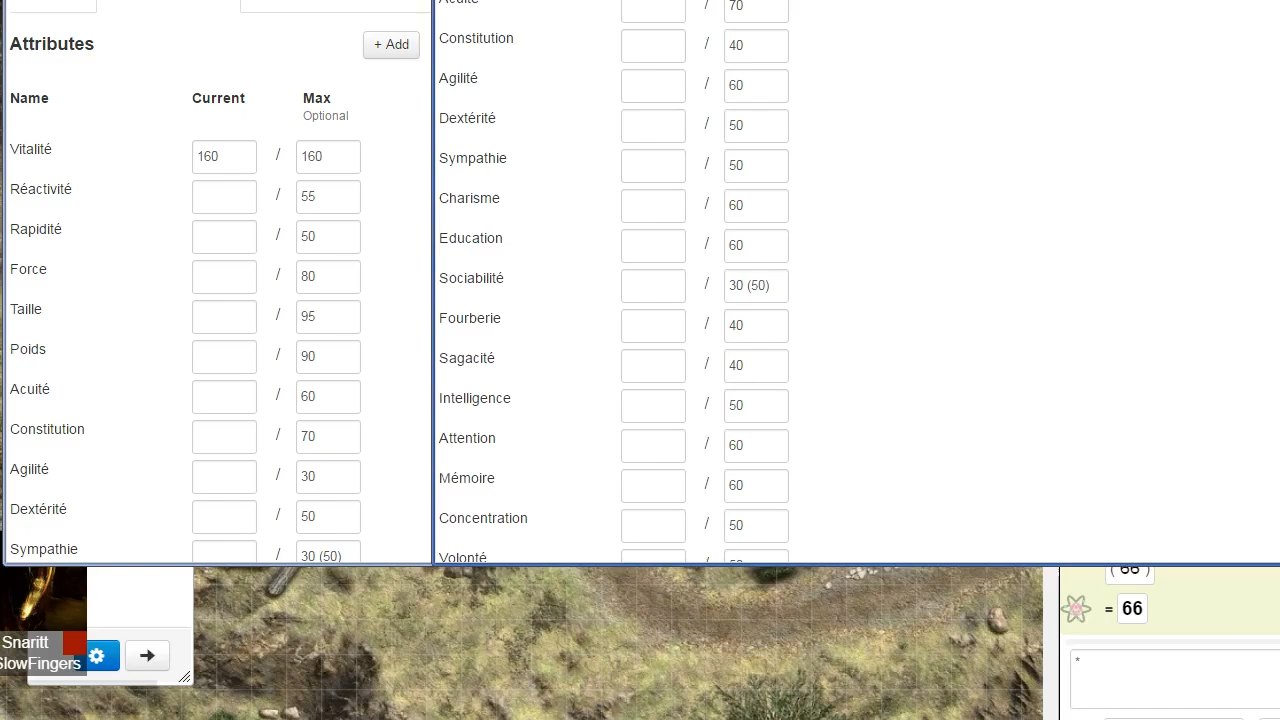 Attributes
+ Add
Name Current Max
Optional
Vitalité 160 / 160
Réactivité / 55
Rapidité / 50
Force / 80
Taille / 95
Poids / 90
Acuité / 60
Constitution / 70
Agilité / 30
Dextérité / 50
Sympathie / 30 (50)
Acuité / 70
Constitution / 40
Agilité / 60
Dextérité / 50
Sympathie / 50
Charisme / 60
Education / 60
Sociabilité / 30 (50)
Fourberie / 40
Sagacité / 40
Intelligence / 50
Attention / 60
Mémoire / 60
Concentration / 50
Volonté
Snaritt
SlowFingers
( 66 )
= 66
*